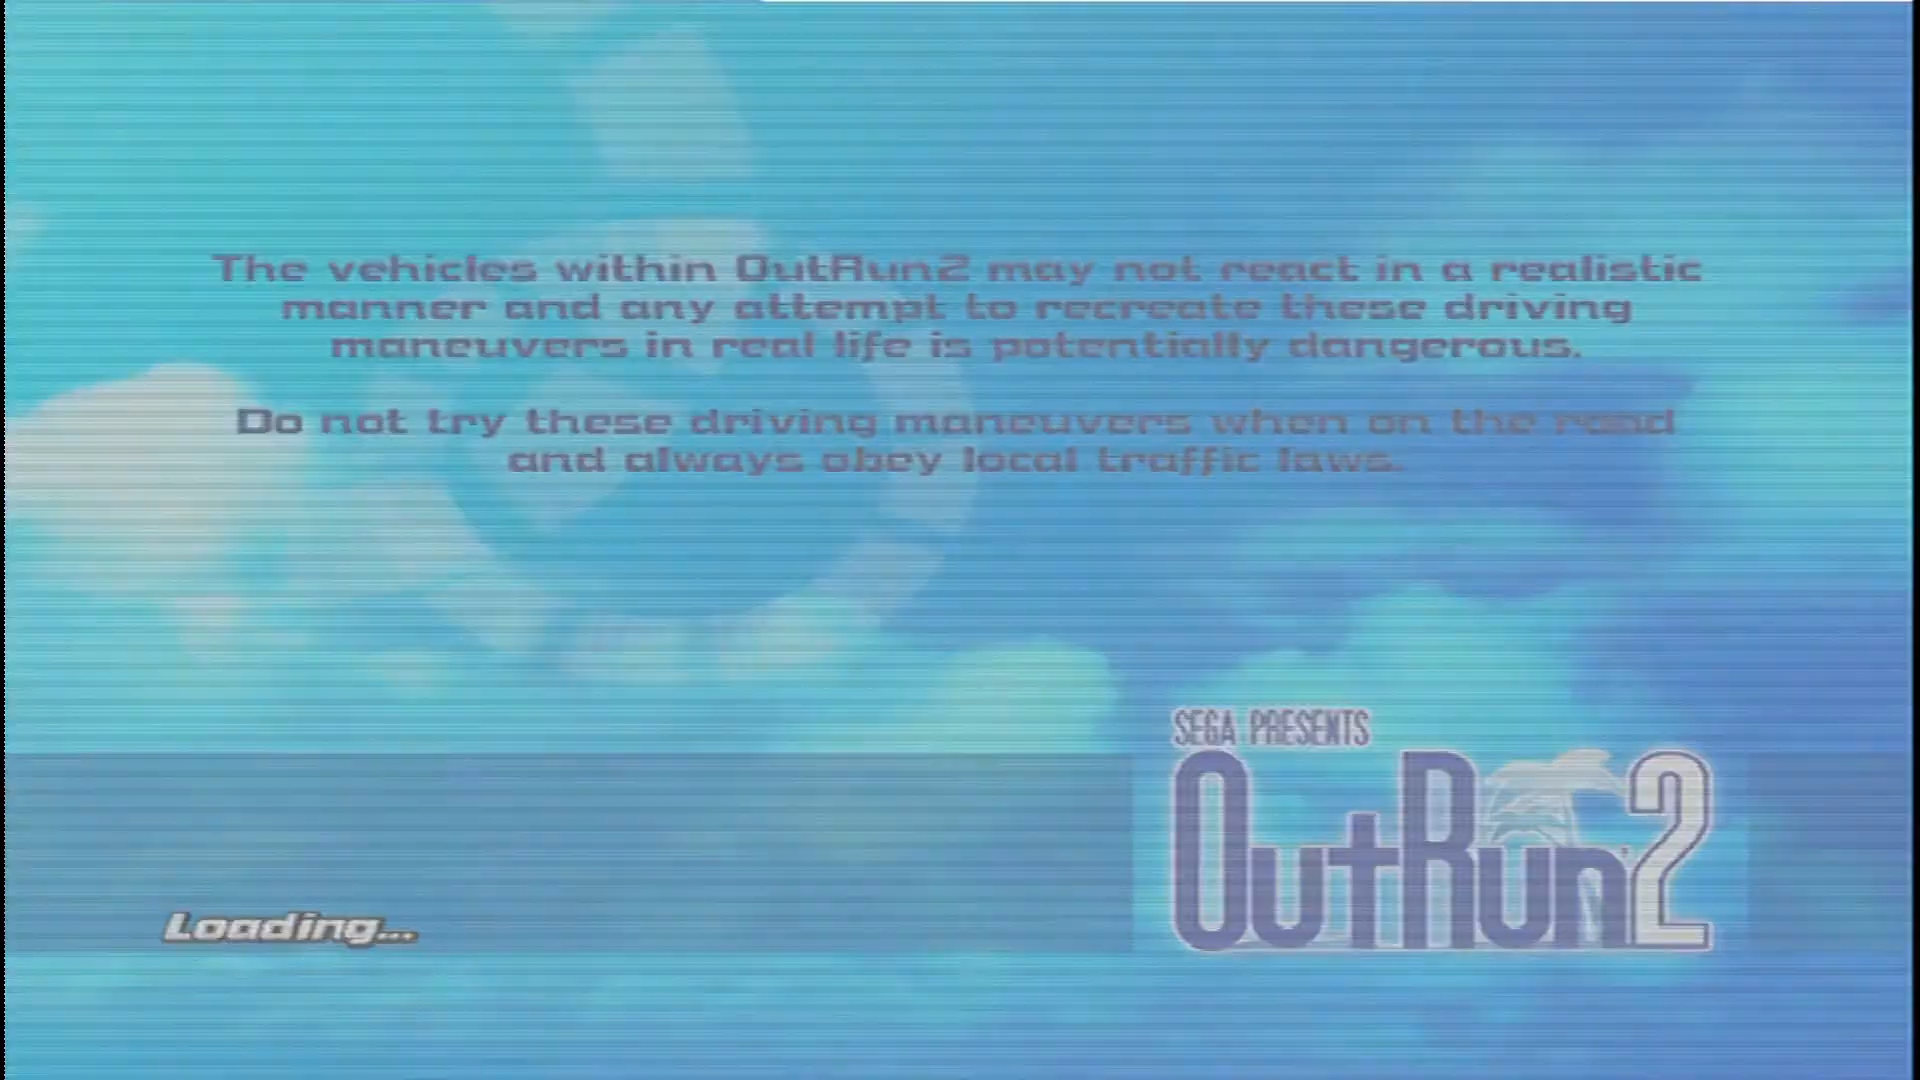 The vehicles within OutRun2 may not react in a realistic
manner and any attempt to recreate these driving
maneuvers in real life is potentially dangerous.
Do not try these driving maneuvers when on the road
and always obey local traffic laws.
SEGA PRESENTS
OutRun2
Loading...